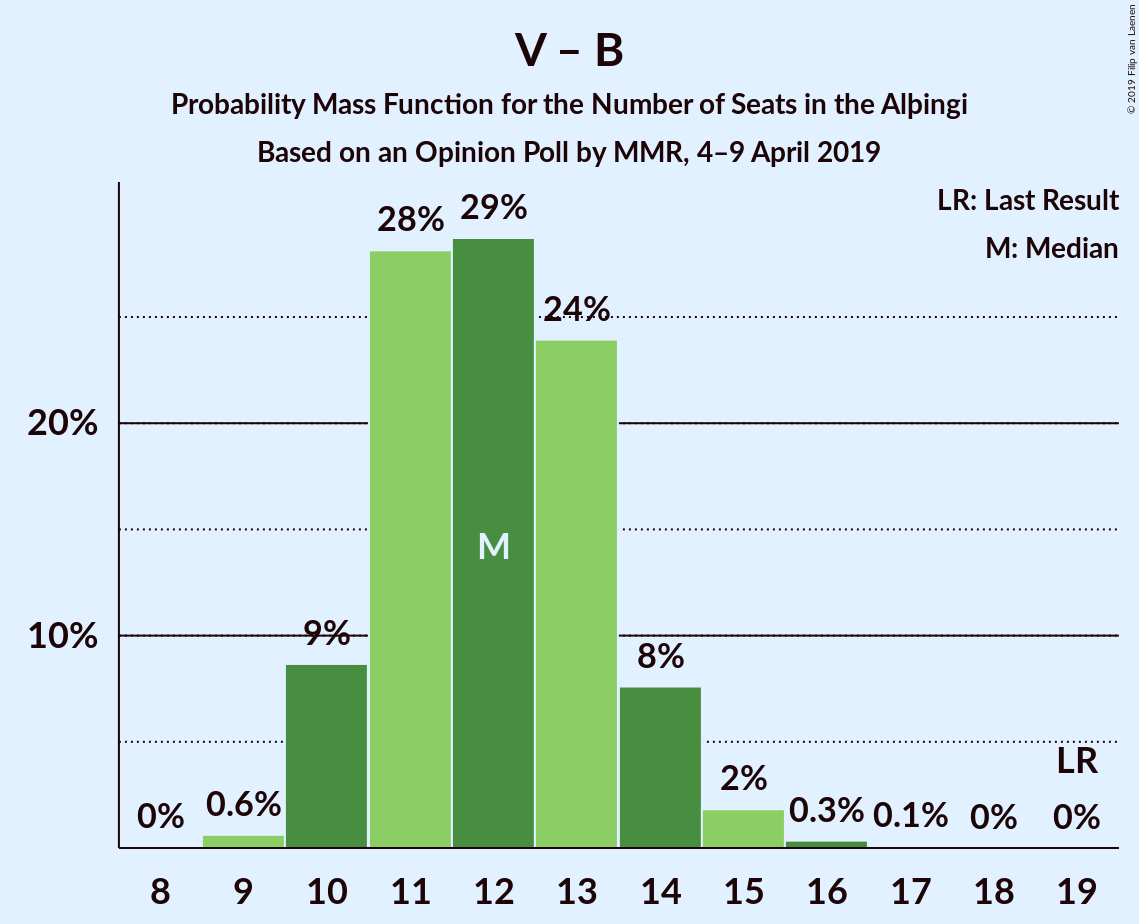 V – B
Probability Mass Function for the Number of Seats in the Alþingi
Based on an Opinion Poll by MMR, 4–9 April 2019
© 2019 Filip van Laenen
LR: Last Result
M: Median
28%
29%
24%
20%
M
10%
9%
8%
LR
2%
0%
0.6%
0.3%
0.1%
0%
0%
8 9 10 11 12 13 14 15 16 17 18 19